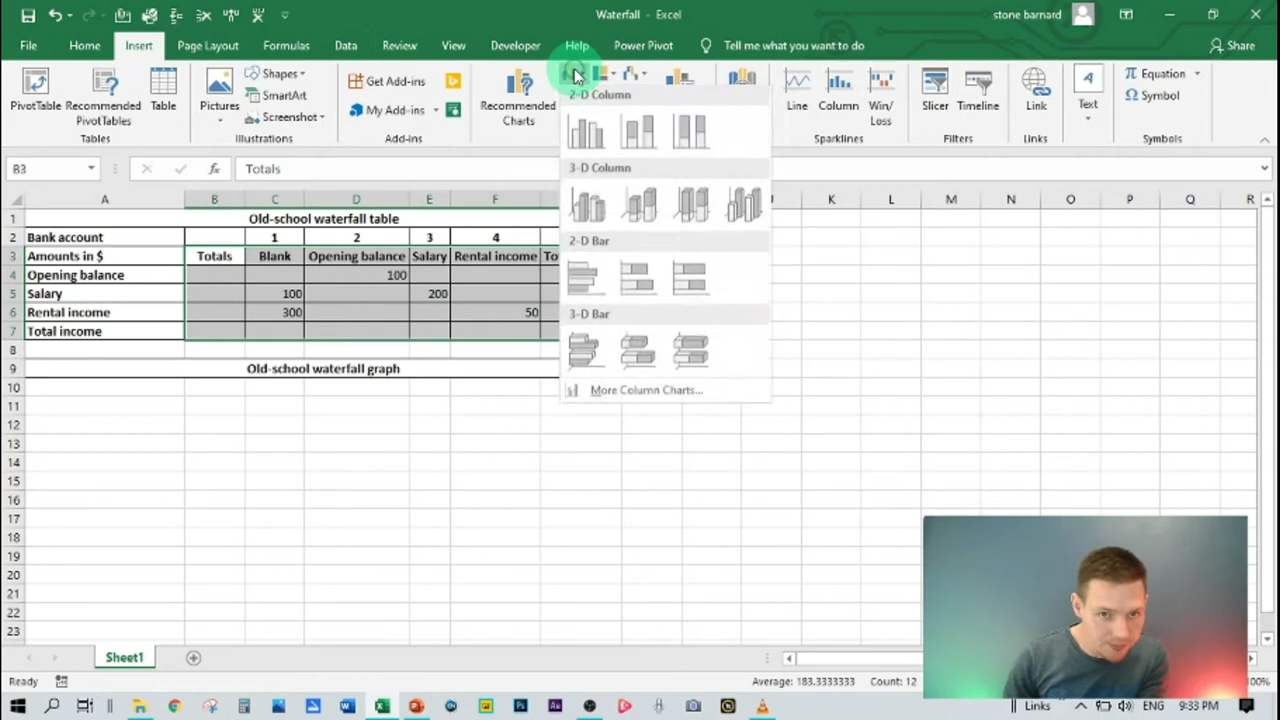 Waterfall - Excel
stone barnard
File Home Insert Page Layout Formulas Data Review View Developer Help Power Pivot Tell me what you want to do Share
PivotTable Recommended PivotTables Table
Tables
Pictures Shapes SmartArt Screenshot
Illustrations
Get Add-ins
My Add-ins
Add-ins
Recommended Charts
Line Column Win/Loss
Sparklines
Slicer Timeline
Filters
Link
Links
Text
Equation
Symbol
Symbols
B3 fx Totals
2-D Column
3-D Column
2-D Bar
3-D Bar
More Column Charts...
A B C D E F K L M N O P Q R
1 Old-school waterfall table
2 Bank account 1 2 3 4
3 Amounts in $ Totals Blank Opening balance Salary Rental income
4 Opening balance 100
5 Salary 100 200
6 Rental income 300 50
7 Total income
8
9 Old-school waterfall graph
10
11
12
13
14
15
16
17
18
19
20
21
22
23
Sheet1
Ready Average: 183.3333333 Count: 12
Links ENG 9:33 PM